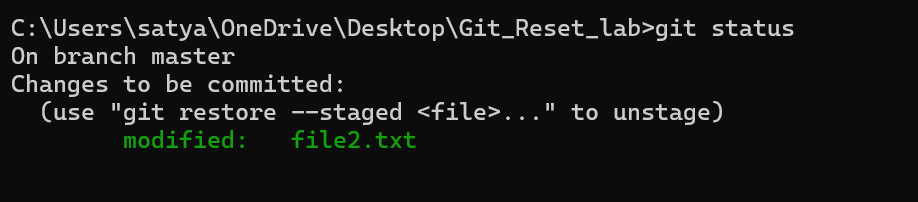 C:\Users\satya\OneDrive\Desktop\Git_Reset_lab>git status
On branch master
Changes to be committed:
  (use "git restore --staged <file>..." to unstage)
        modified:   file2.txt